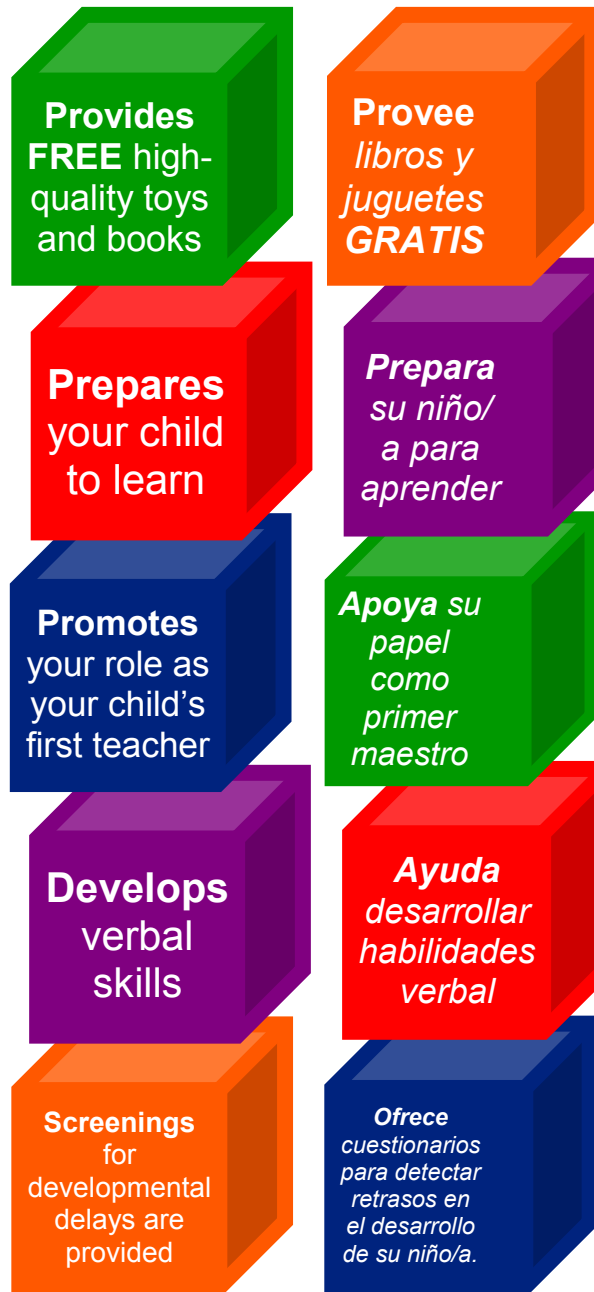 Provides
FREE high-
quality toys
and books
Prepares
your child
to learn
Promotes
your role as
your child's
first teacher
Develops
verbal
skills
Screenings
for
developmental
delays are
provided
Provee
libros y
juguetes
GRATIS
Prepara
su niño/
a para
aprender
Apoya su
papel
como
primer
maestro
Ayuda
desarrollar
habilidades
verbal
Ofrece
cuestionarios
para detectar
retrasos en
el desarrollo
de su niño/a.